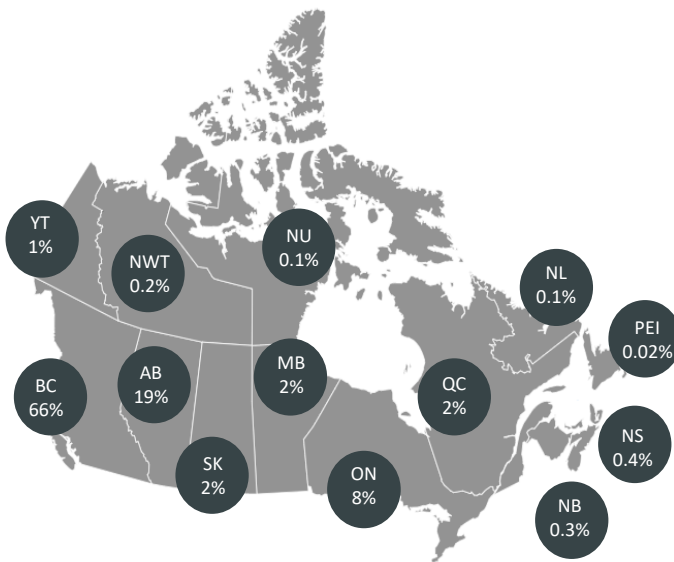 YT
1%
NWT
0.2%
NU
0.1%
NL
0.1%
PEI
0.02%
BC
66%
AB
19%
MB
2%
QC
2%
NS
0.4%
SK
2%
ON
8%
NB
0.3%